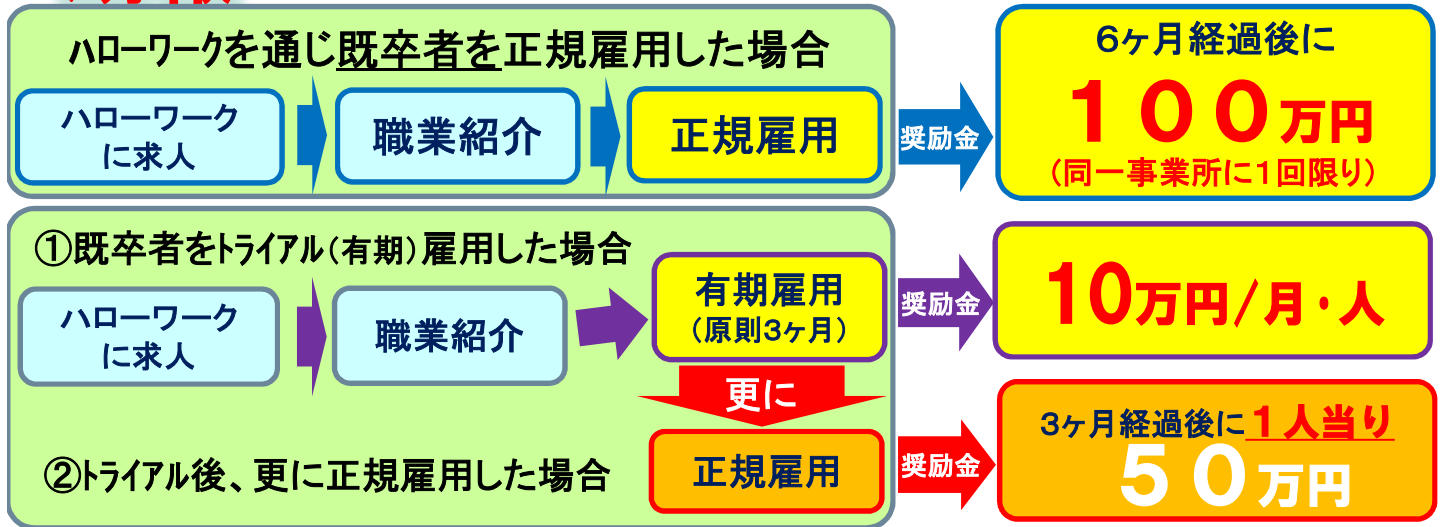 ハローワークを通じ既卒者を正規雇用した場合
ハローワーク
に求人
職業紹介
正規雇用
奨励金
6ヶ月経過後に
100万円
(同一事業所に1回限り)
①既卒者をトライアル(有期)雇用した場合
ハローワーク
に求人
職業紹介
有期雇用
(原則3ヶ月)
奨励金
10万円/月・人
更に
②トライアル後、更に正規雇用した場合
正規雇用
奨励金
3ヶ月経過後に1人当り
50万円